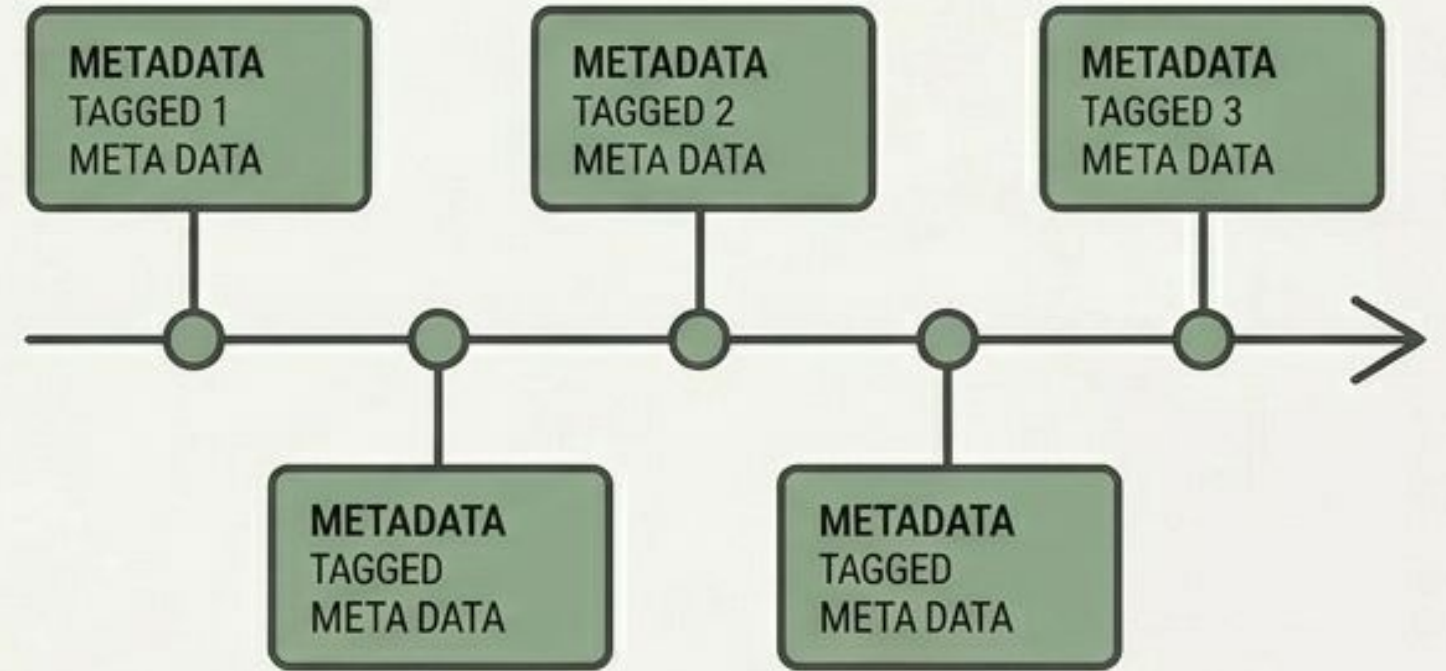 METADATA
TAGGED 1
META DATA
METADATA
TAGGED 2
META DATA
METADATA
TAGGED 3
META DATA
METADATA
TAGGED
META DATA
METADATA
TAGGED
META DATA